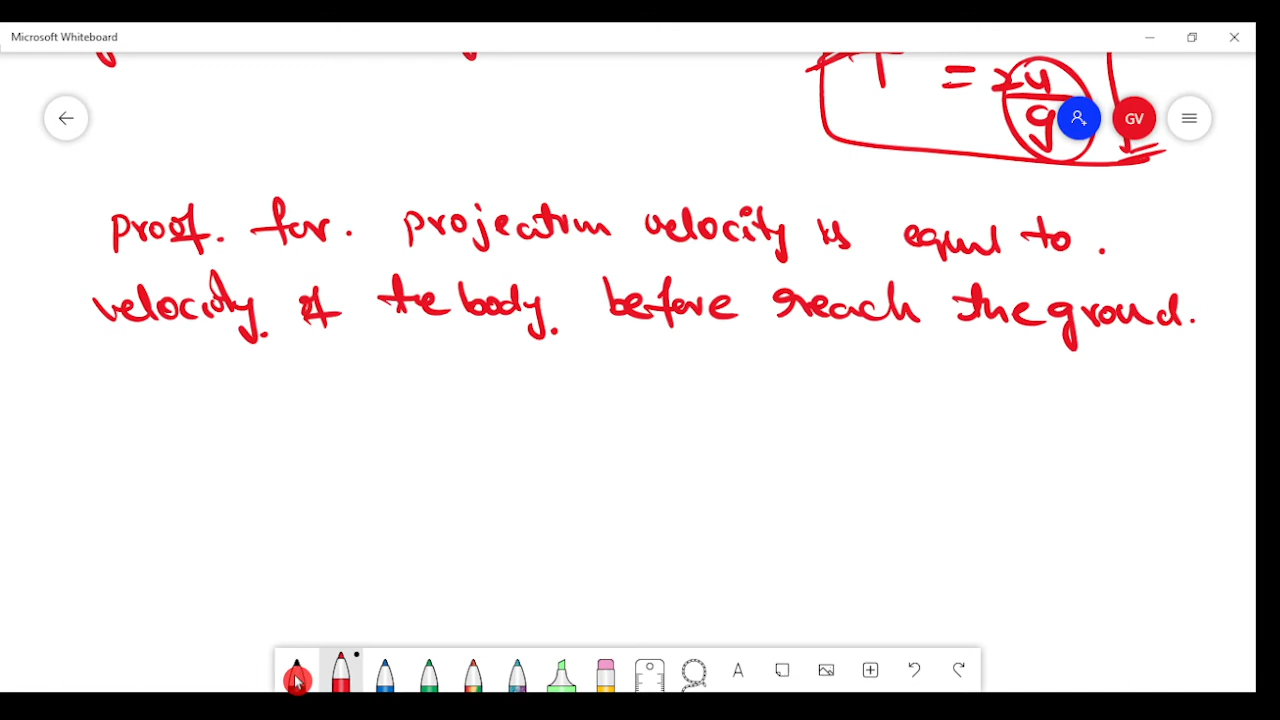 Microsoft Whiteboard
T = 2u
g
GV
proof. for. projection velocity is equal to.
velocity. of the body. before reach the ground.
A